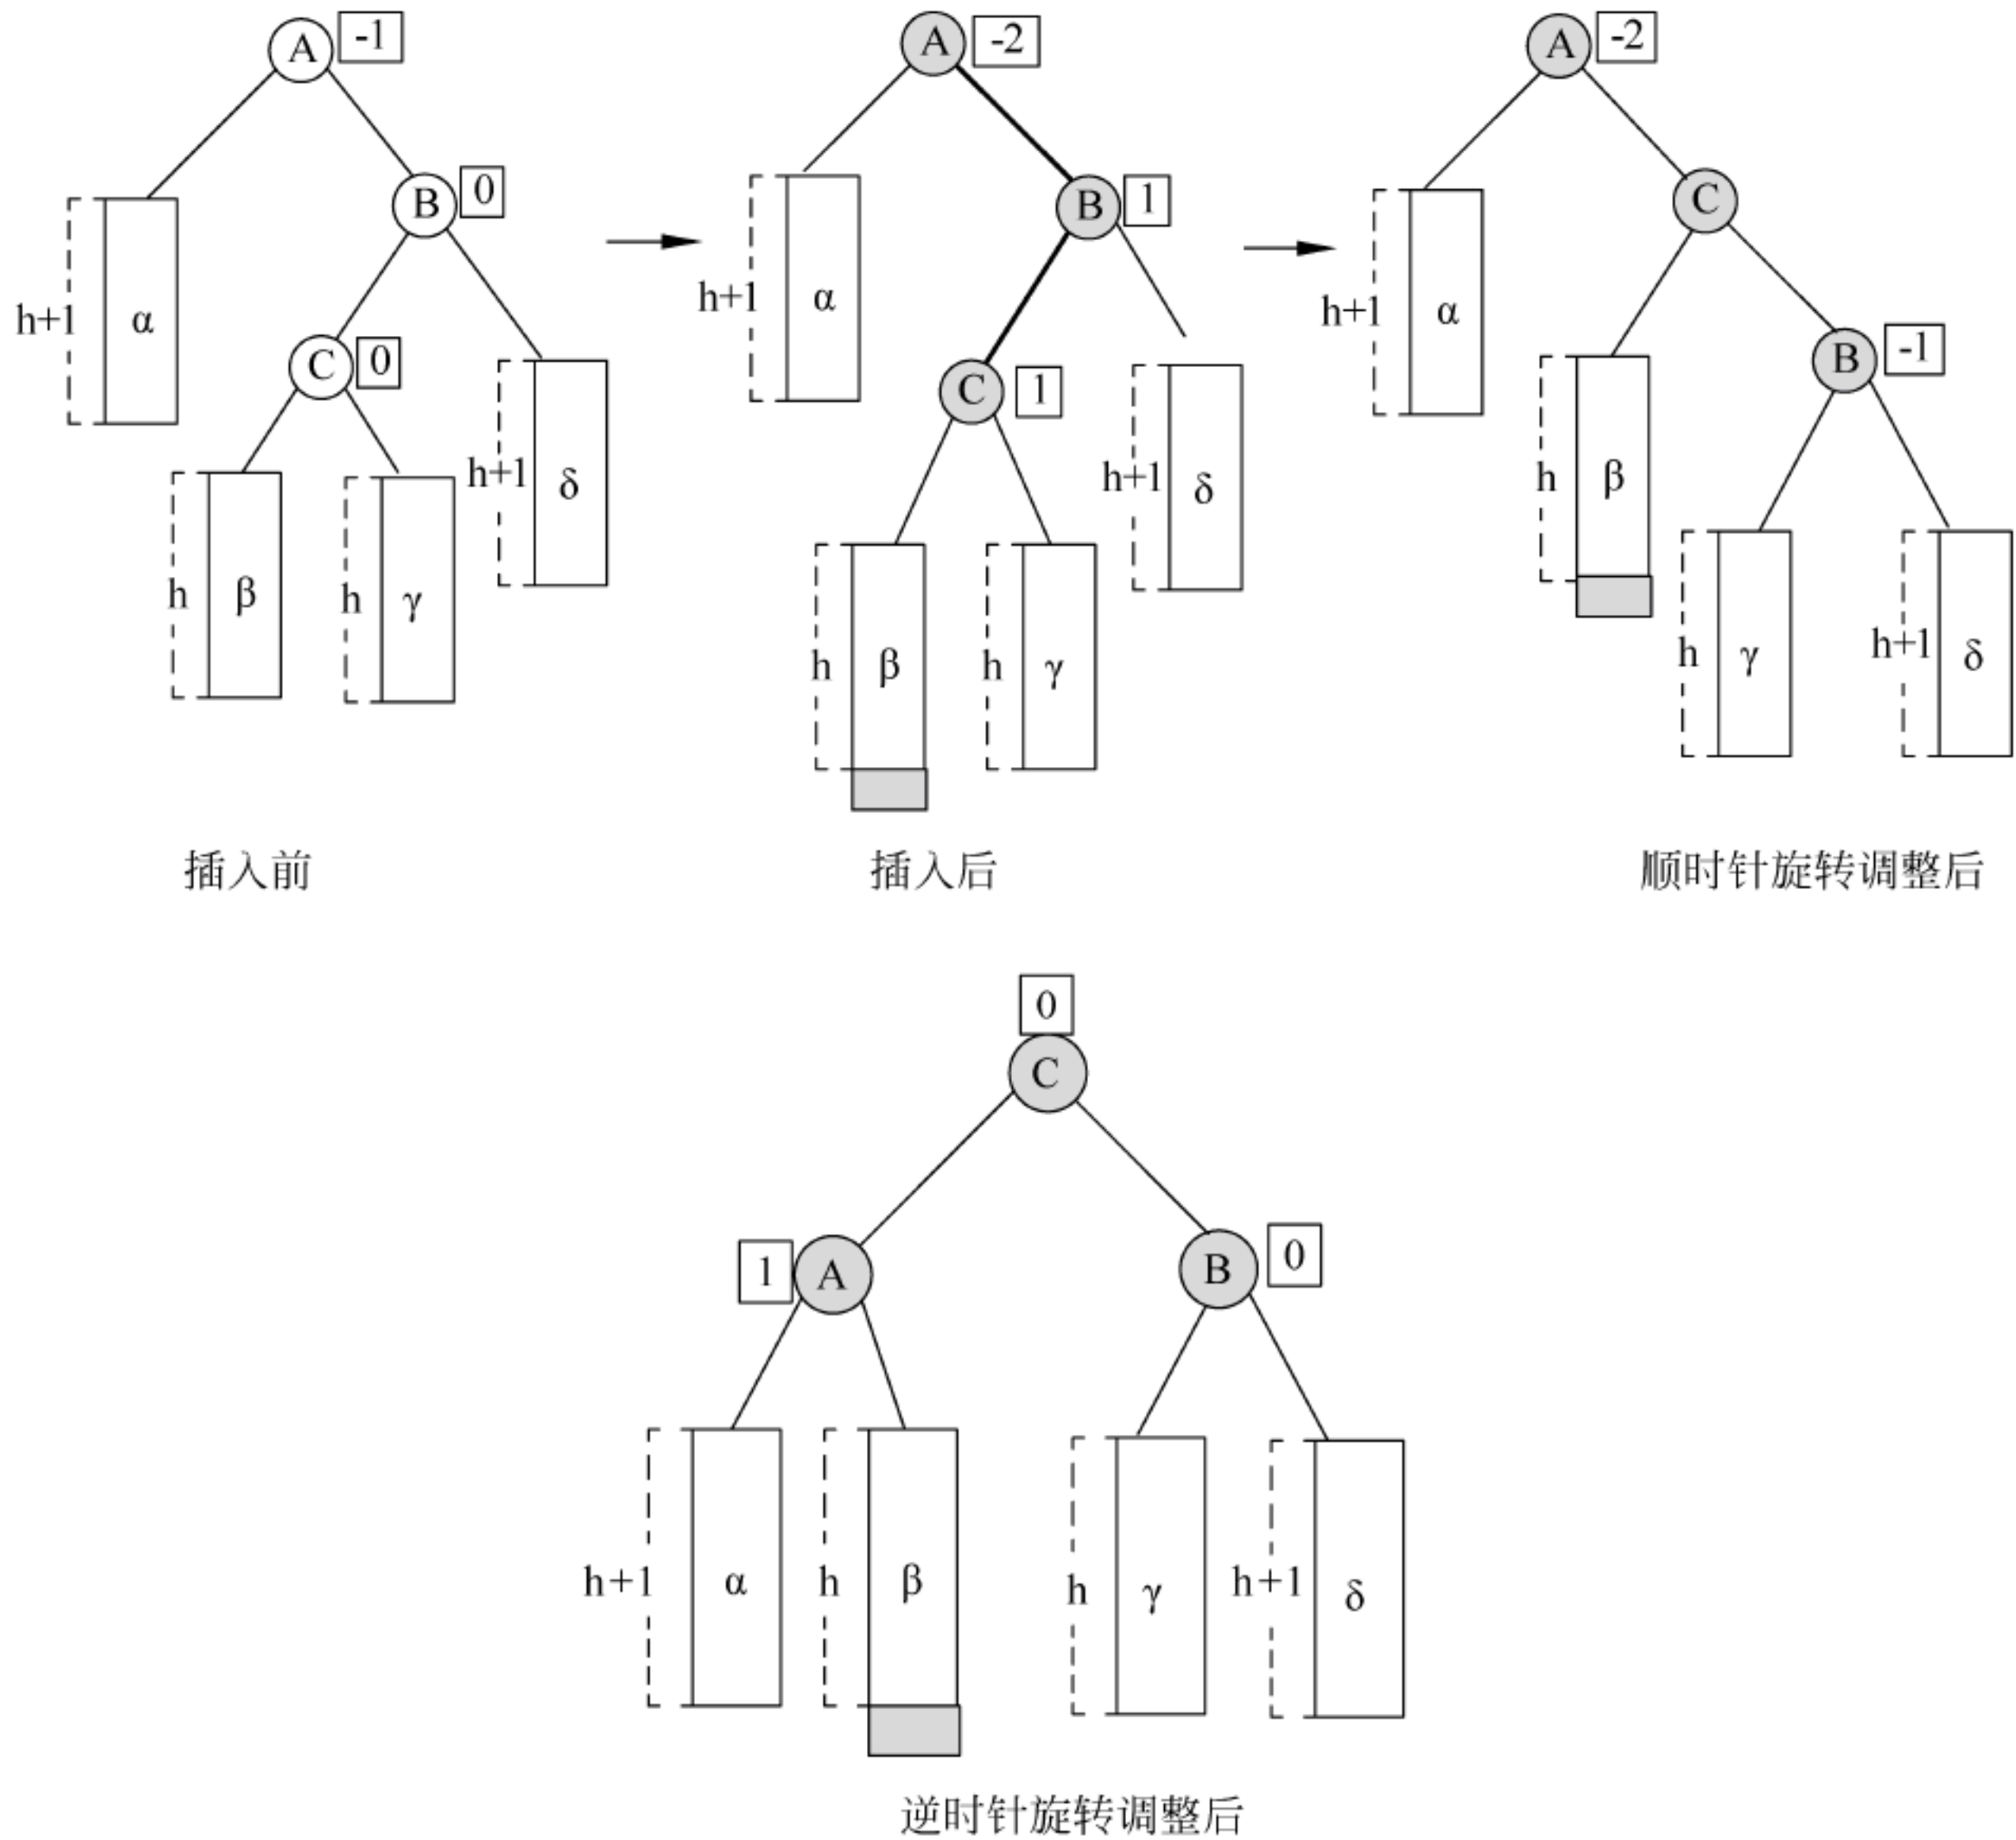 A -1
B 0
h+1 α
C 0
h+1 δ
h β h γ
插入前
A -2
B 1
h+1 α
C 1
h+1 δ
h β h γ
插入后
A -2
C
h+1 α
B -1
h β
h γ h+1 δ
顺时针旋转调整后
0
C
1 A B 0
h+1 α h β h γ h+1 δ
逆时针旋转调整后